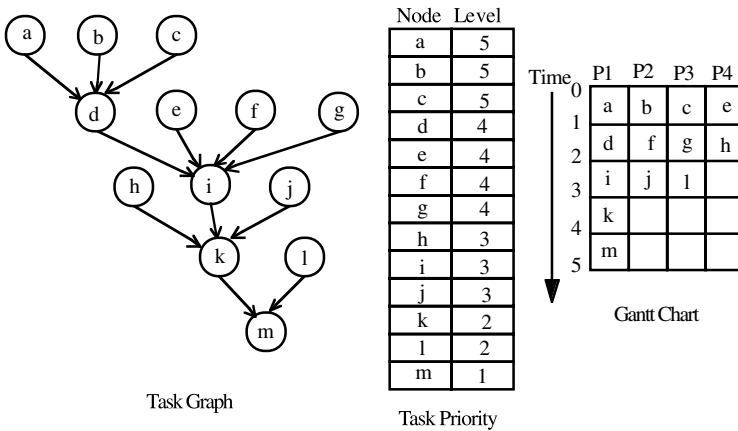 a b c
d e f g
h i j
k l
m
Task Graph
Node Level
a 5
b 5
c 5
d 4
e 4
f 4
g 4
h 3
i 3
j 3
k 2
l 2
m 1
Task Priority
Time P1 P2 P3 P4
0
a b c e
1
d f g h
2
i j l
3
k
4
m
5
Gantt Chart